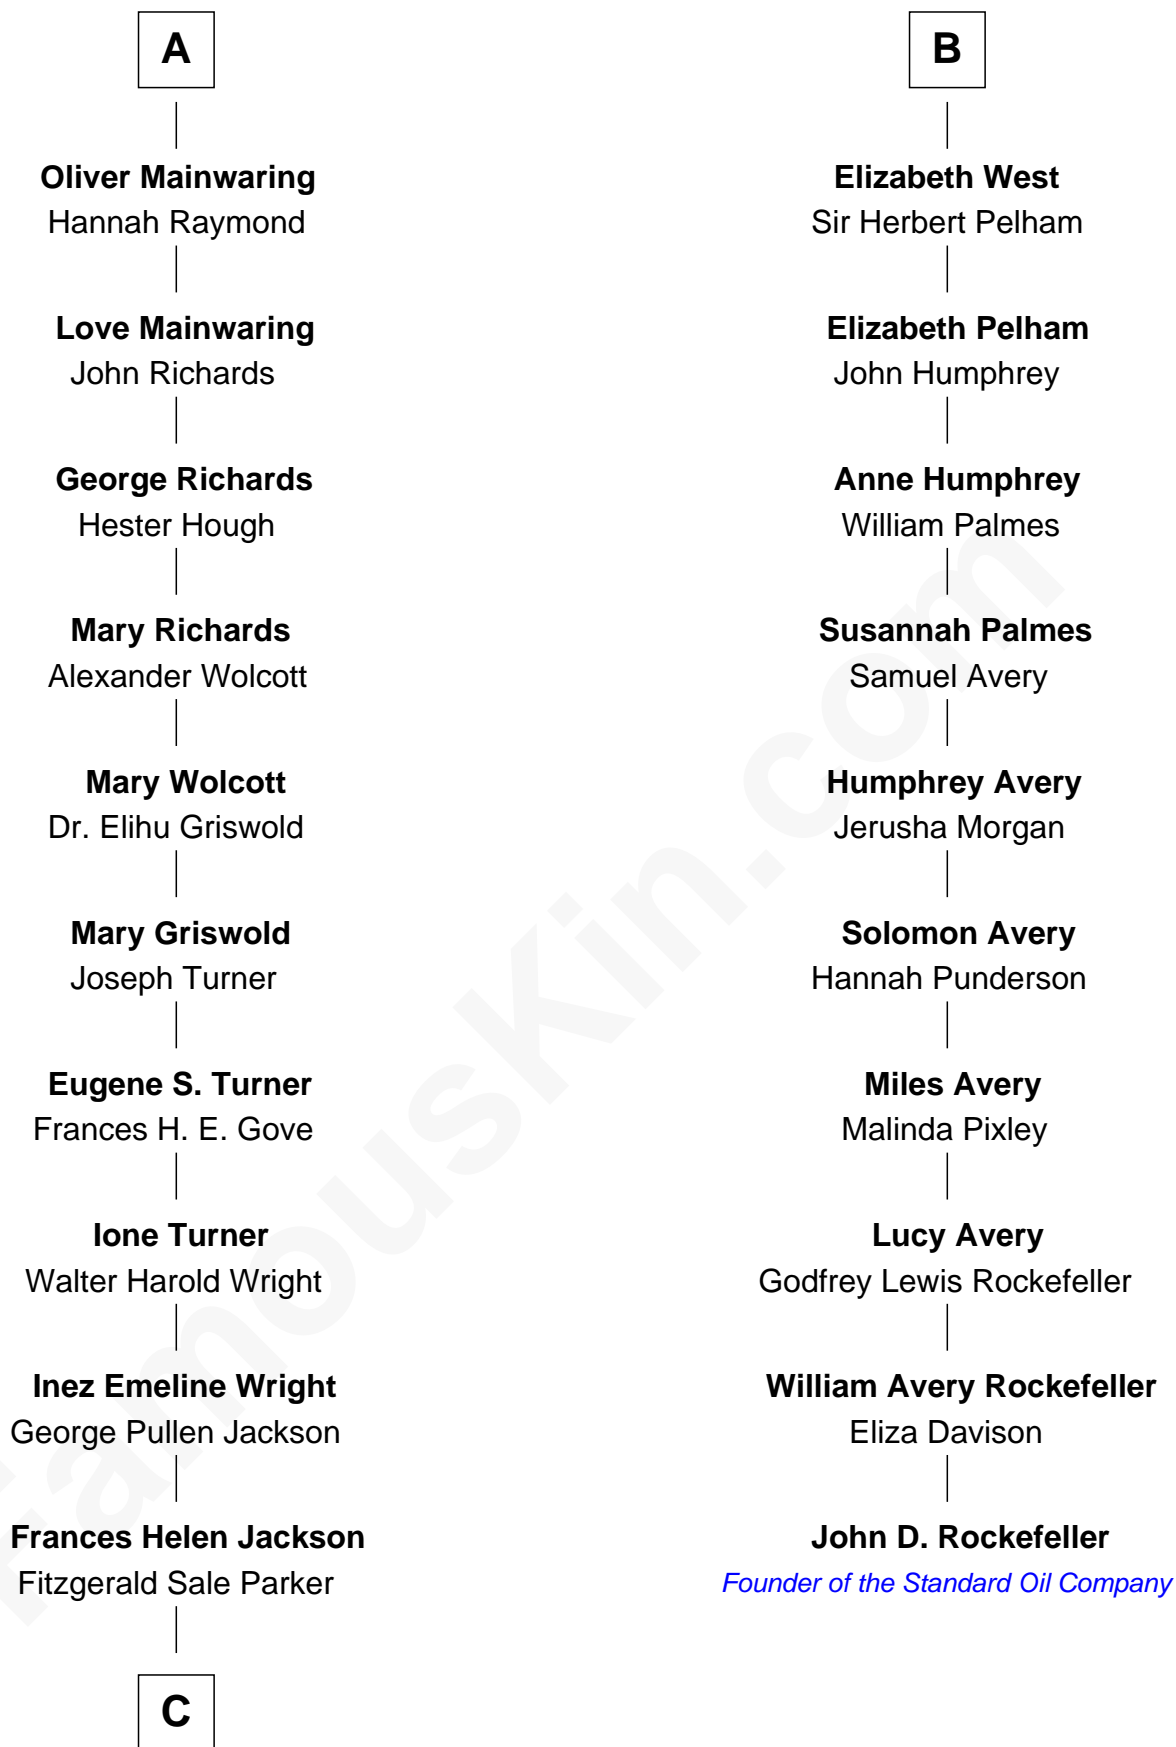 A
Oliver Mainwaring
Hannah Raymond
Love Mainwaring
John Richards
George Richards
Hester Hough
Mary Richards
Alexander Wolcott
Mary Wolcott
Dr. Elihu Griswold
Mary Griswold
Joseph Turner
Eugene S. Turner
Frances H. E. Gove
Ione Turner
Walter Harold Wright
Inez Emeline Wright
George Pullen Jackson
Frances Helen Jackson
Fitzgerald Sale Parker
C
B
Elizabeth West
Sir Herbert Pelham
Elizabeth Pelham
John Humphrey
Anne Humphrey
William Palmes
Susannah Palmes
Samuel Avery
Humphrey Avery
Jerusha Morgan
Solomon Avery
Hannah Punderson
Miles Avery
Malinda Pixley
Lucy Avery
Godfrey Lewis Rockefeller
William Avery Rockefeller
Eliza Davison
John D. Rockefeller
Founder of the Standard Oil Company
FamousKin.com